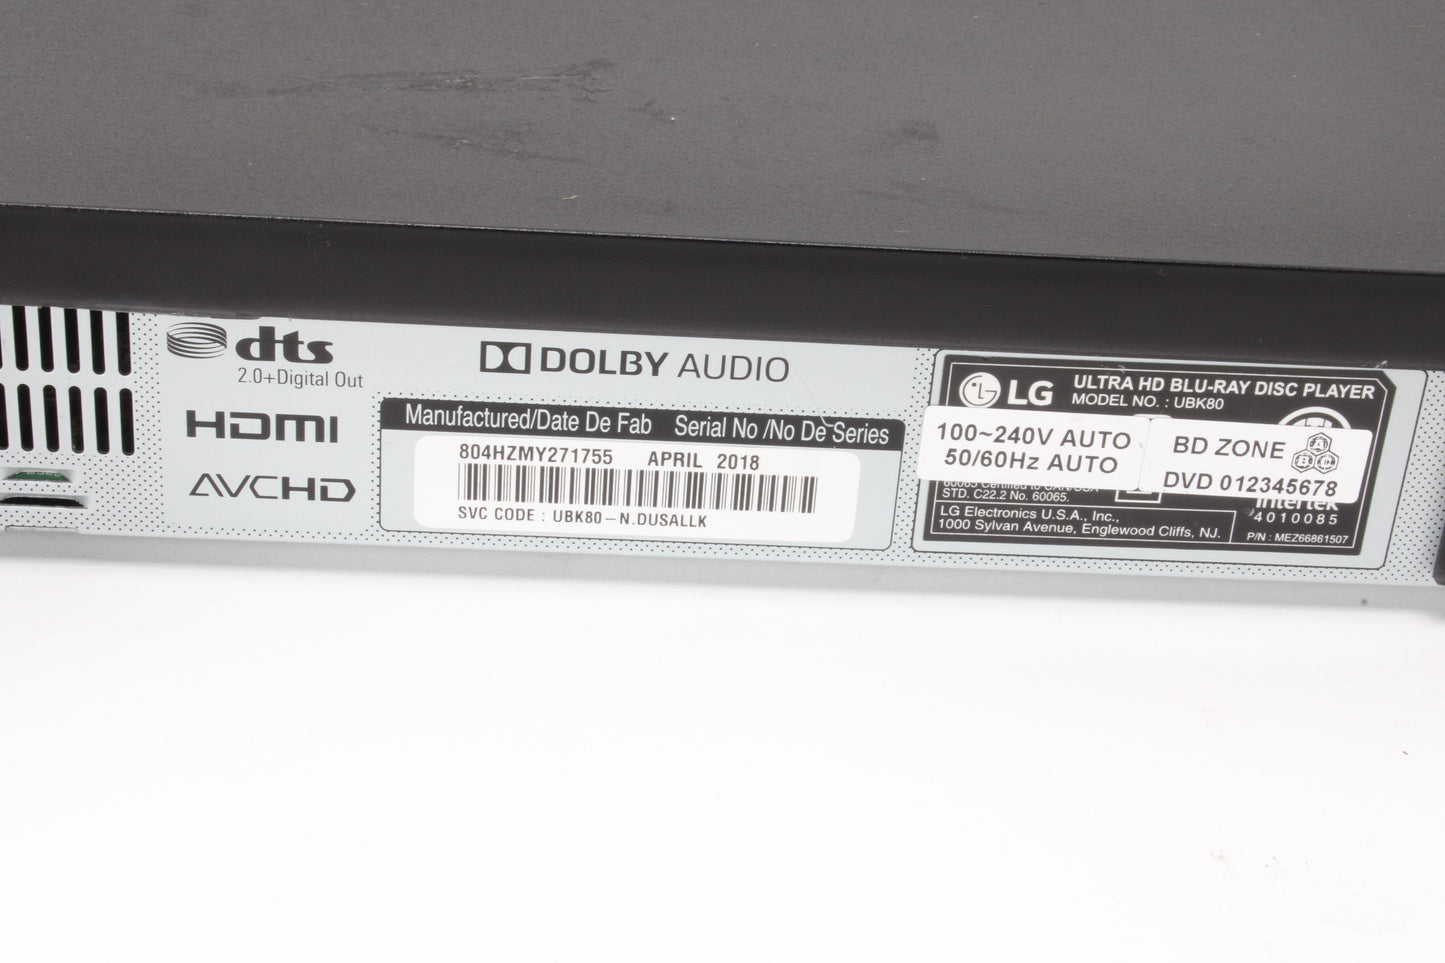 dts
2.0+Digital Out
HDMI
AVCHD
DOLBY AUDIO
Manufactured/Date De Fab Serial No /No De Series
804HZMY271755 APRIL 2018
SVC CODE : UBK80-N.DUSALLK
LG
ULTRA HD BLU-RAY DISC PLAYER
MODEL NO. : UBK80
100~240V AUTO
50/60Hz AUTO
BD ZONE A B C
DVD 012345678
STD. C22.2 No. 60065.
LG Electronics U.S.A., Inc.,
1000 Sylvan Avenue, Englewood Cliffs, NJ.
Intertek
4010085
P/N : MEZ66861507